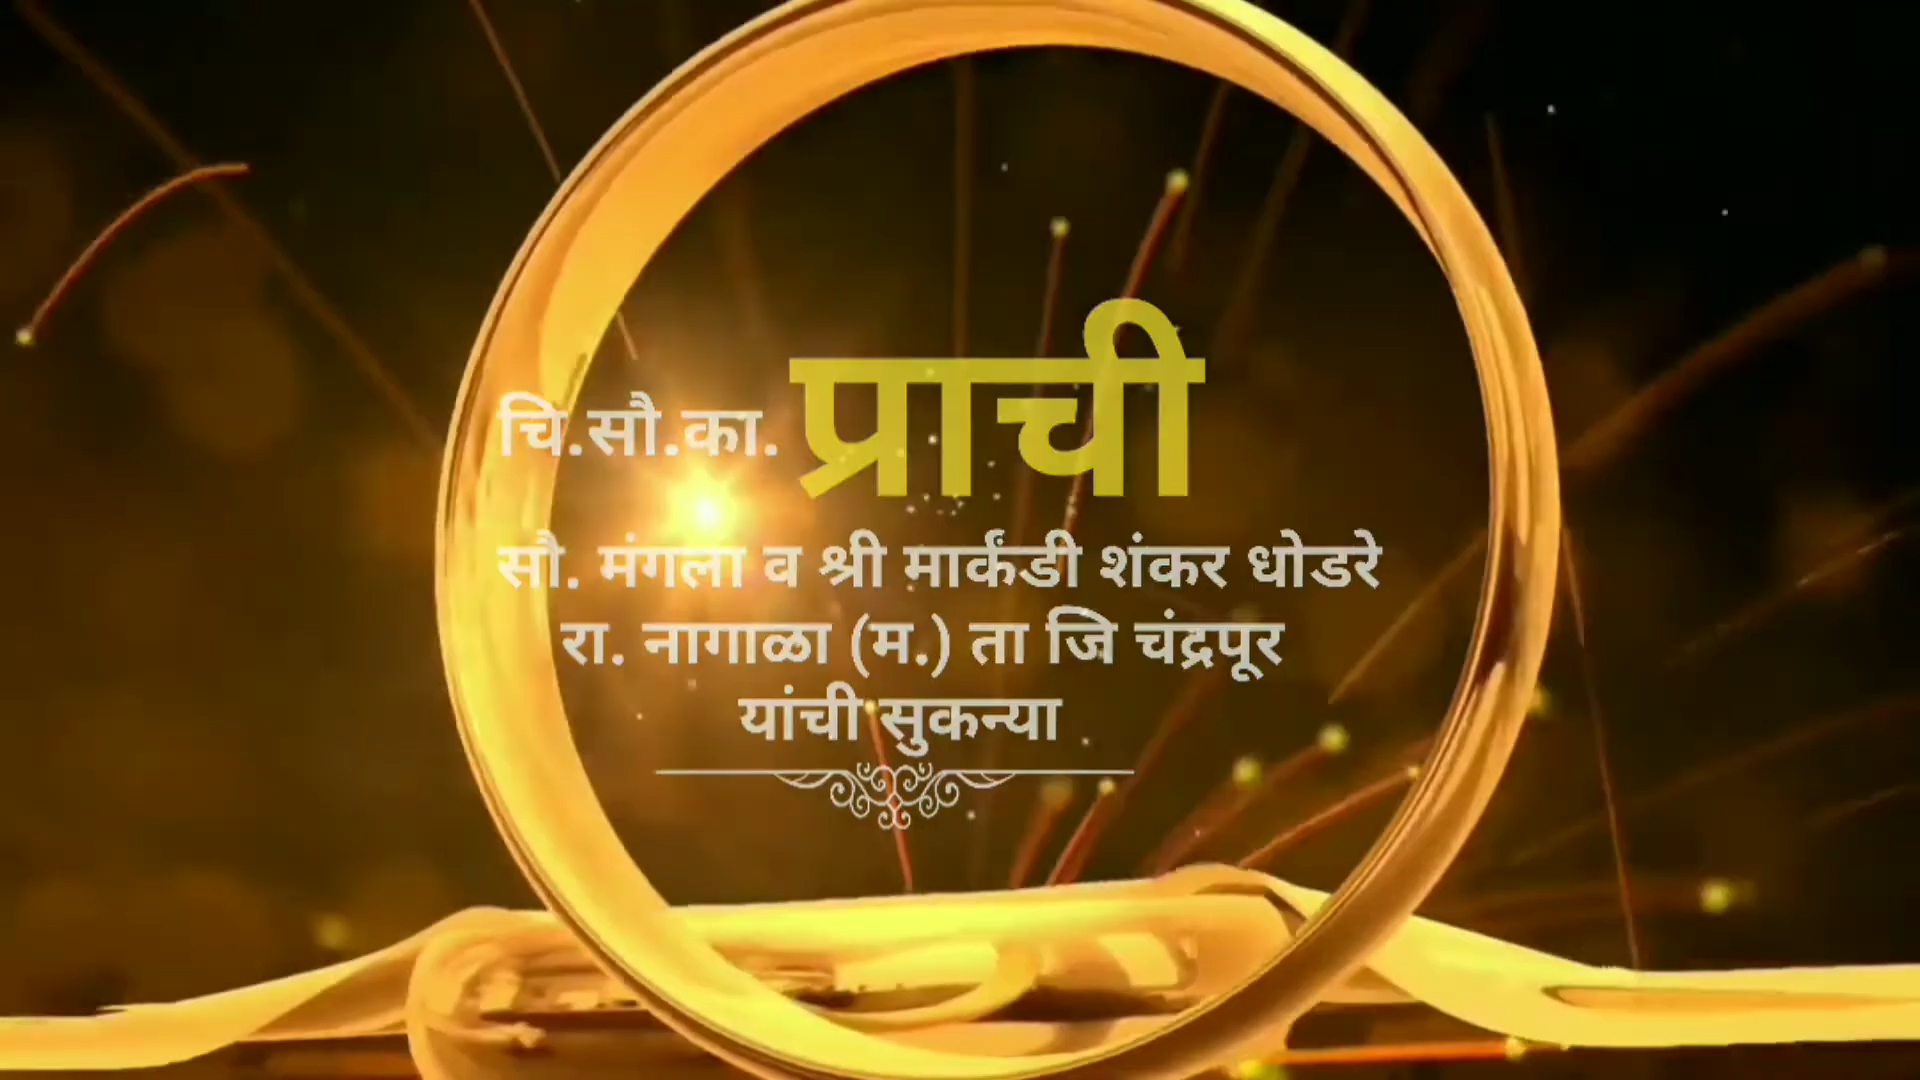 चि.सौ.का. प्राची
सौ. मंगला व श्री मार्कंडी शंकर धोडरे
रा. नागाळा (म.) ता जि चंद्रपूर
यांची सुकन्या